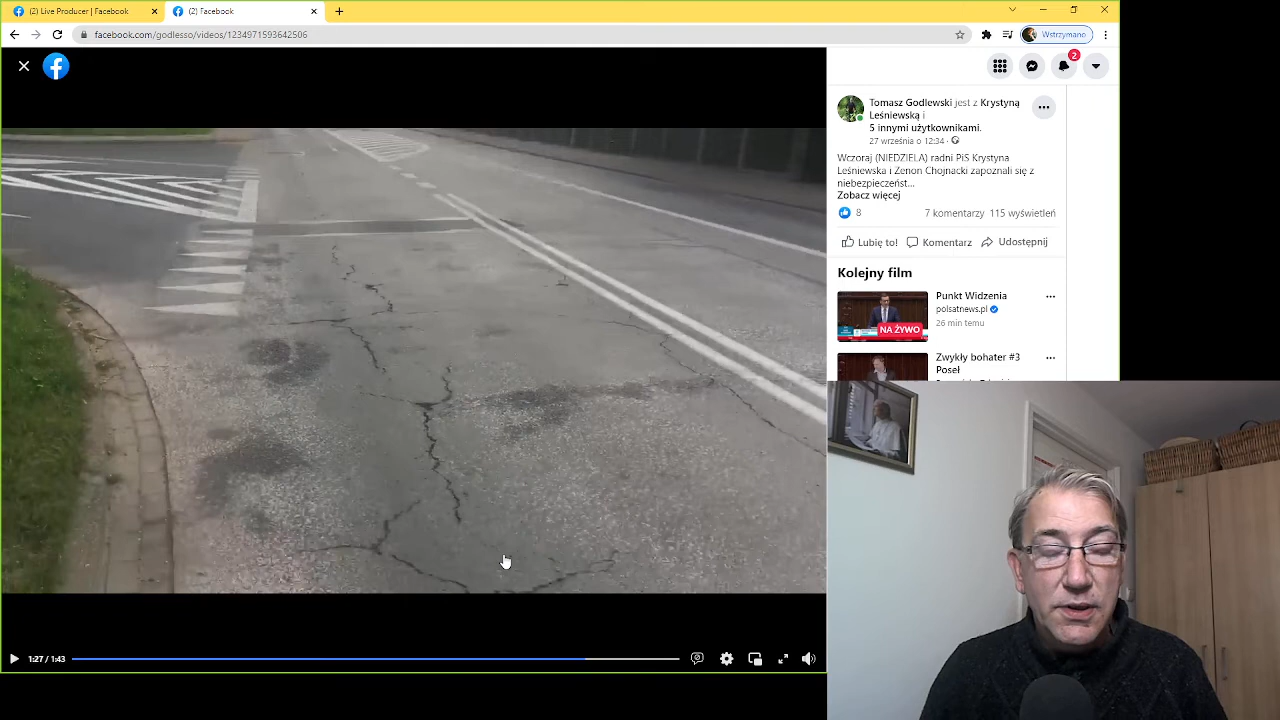 (2) Live Producer | Facebook
(2) Facebook
facebook.com/godlesso/videos/1234971593642506
Wstrzymano
2
Tomasz Godlewski jest z Krystyną
Leśniewską i
5 innymi użytkownikami.
27 września o 12:34 ·
Wczoraj (NIEDZIELA) radni PiS Krystyna
Leśniewska i Zenon Chojnacki zapoznali się z
niebezpieczeńst...
Zobacz więcej
8
7 komentarzy 115 wyświetleń
Lubię to!
Komentarz
Udostępnij
Kolejny film
Punkt Widzenia
polsatnews.pl
26 min temu
NA ŻYWO
Zwykły bohater #3
Poseł
1:27 / 1:43